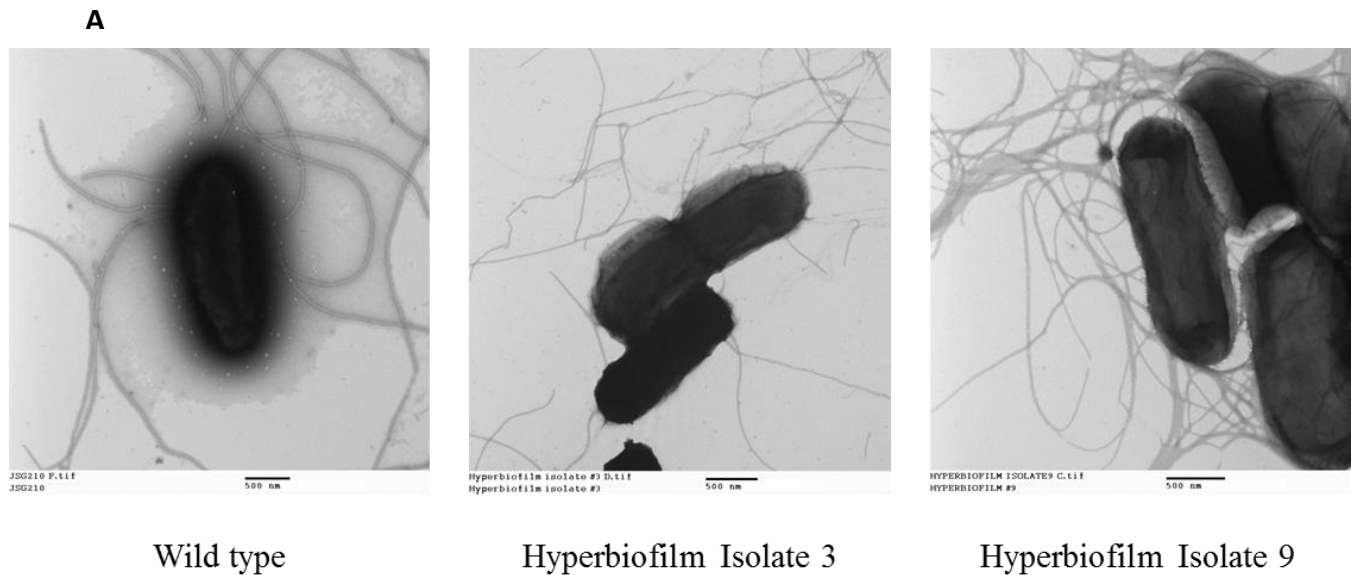 A
JSG210 F.tif
JSG210
500 nm
Hyperbiofilm isolate #3 D.tif
Hyperbiofilm isolate #3
500 nm
HYPERBIOFILM ISOLATE9 C.tif
HYPERBIOFILM #9
500 nm
Wild type
Hyperbiofilm Isolate 3
Hyperbiofilm Isolate 9